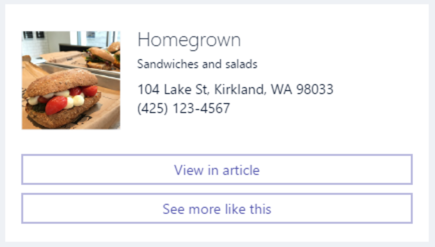 Homegrown
Sandwiches and salads
104 Lake St, Kirkland, WA 98033
(425) 123-4567
View in article
See more like this